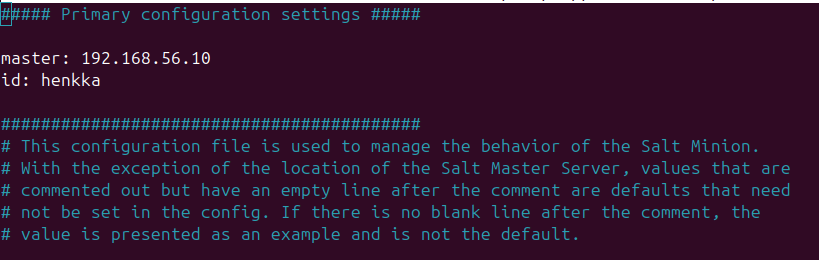 ##### Primary configuration settings #####
master: 192.168.56.10
id: henkka
##########################################
# This configuration file is used to manage the behavior of the Salt Minion.
# With the exception of the location of the Salt Master Server, values that are
# commented out but have an empty line after the comment are defaults that need
# not be set in the config. If there is no blank line after the comment, the
# value is presented as an example and is not the default.